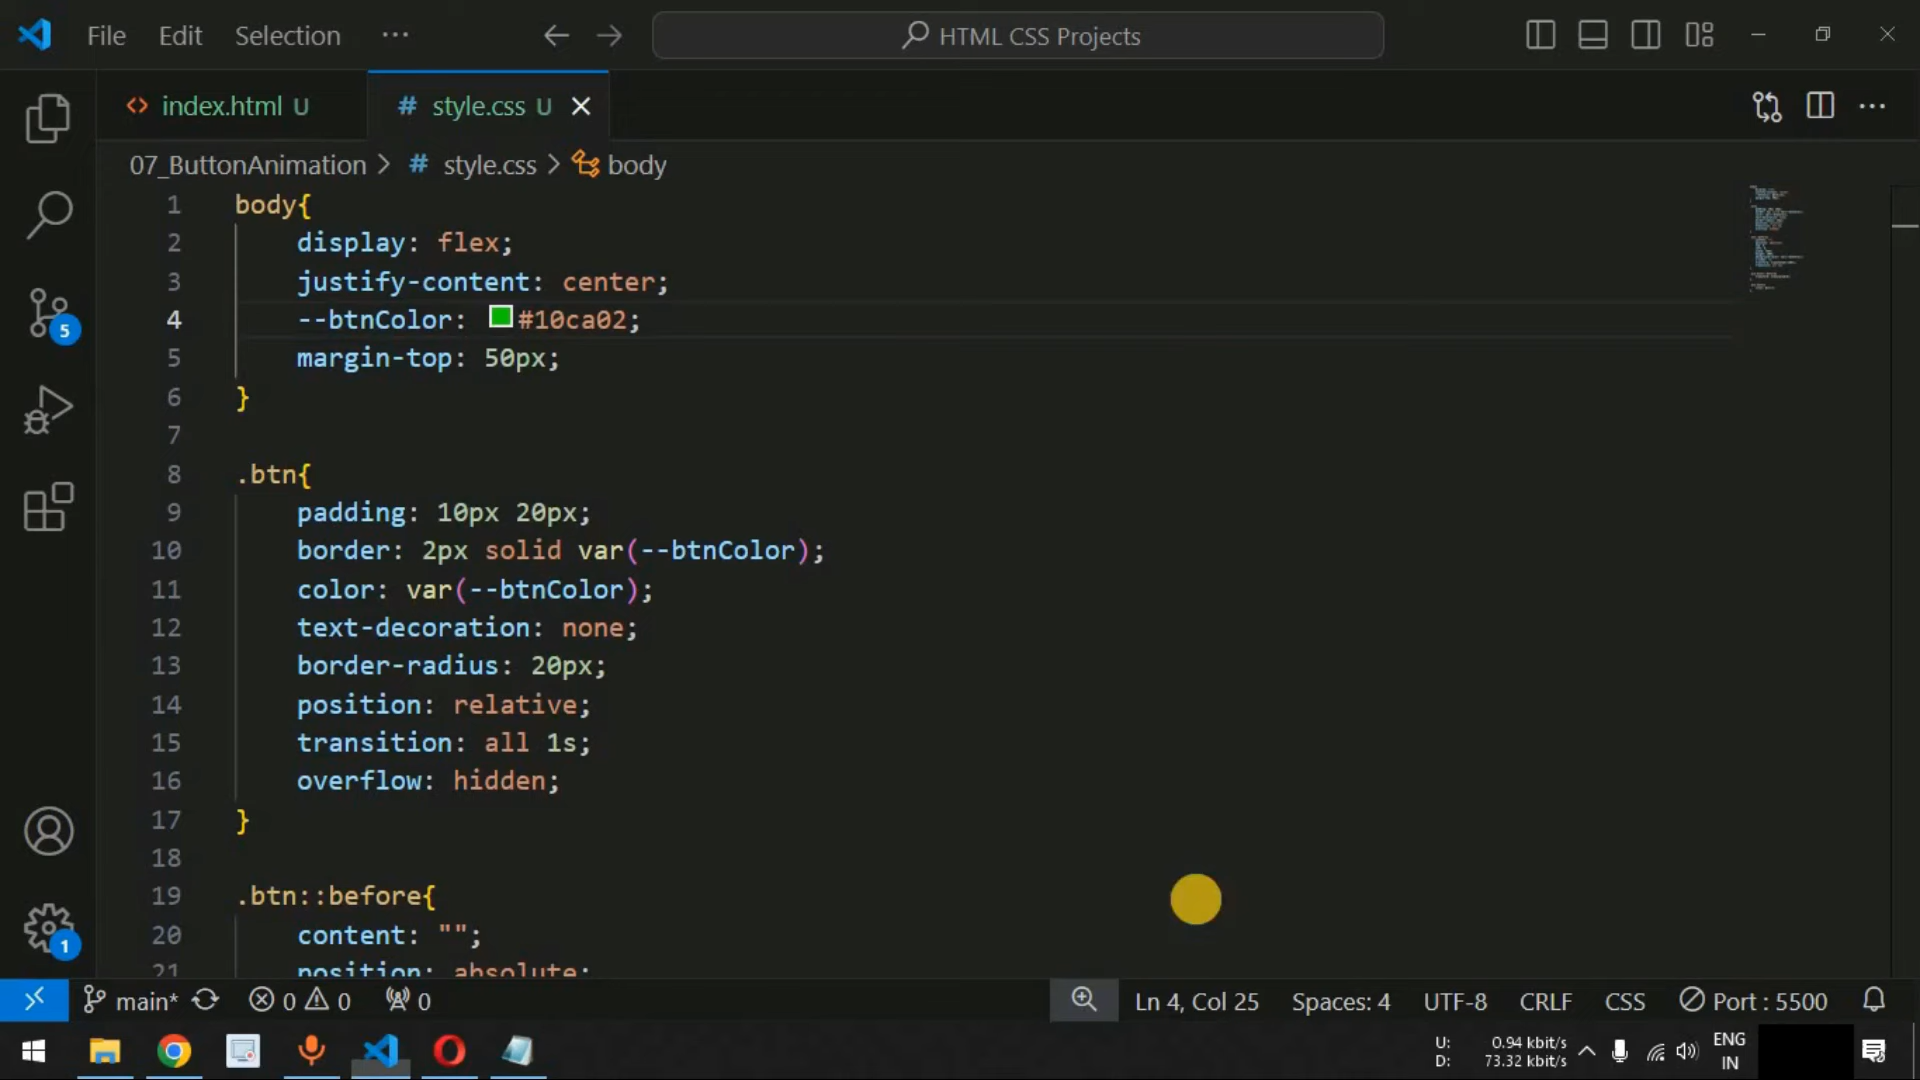 File Edit Selection ··· HTML CSS Projects
index.html U style.css U
07_ButtonAnimation > # style.css > body
1 body{
2 display: flex;
3 justify-content: center;
4 --btnColor: #10ca02;
5 margin-top: 50px;
6 }
7
8 .btn{
9 padding: 10px 20px;
10 border: 2px solid var(--btnColor);
11 color: var(--btnColor);
12 text-decoration: none;
13 border-radius: 20px;
14 position: relative;
15 transition: all 1s;
16 overflow: hidden;
17 }
18
19 .btn::before{
20 content: "";
21 position: absolute;
5
1
main* 0 0 0 Ln 4, Col 25 Spaces: 4 UTF-8 CRLF CSS Port : 5500
U: 0.94 kbit/s
D: 73.32 kbit/s
ENG
IN